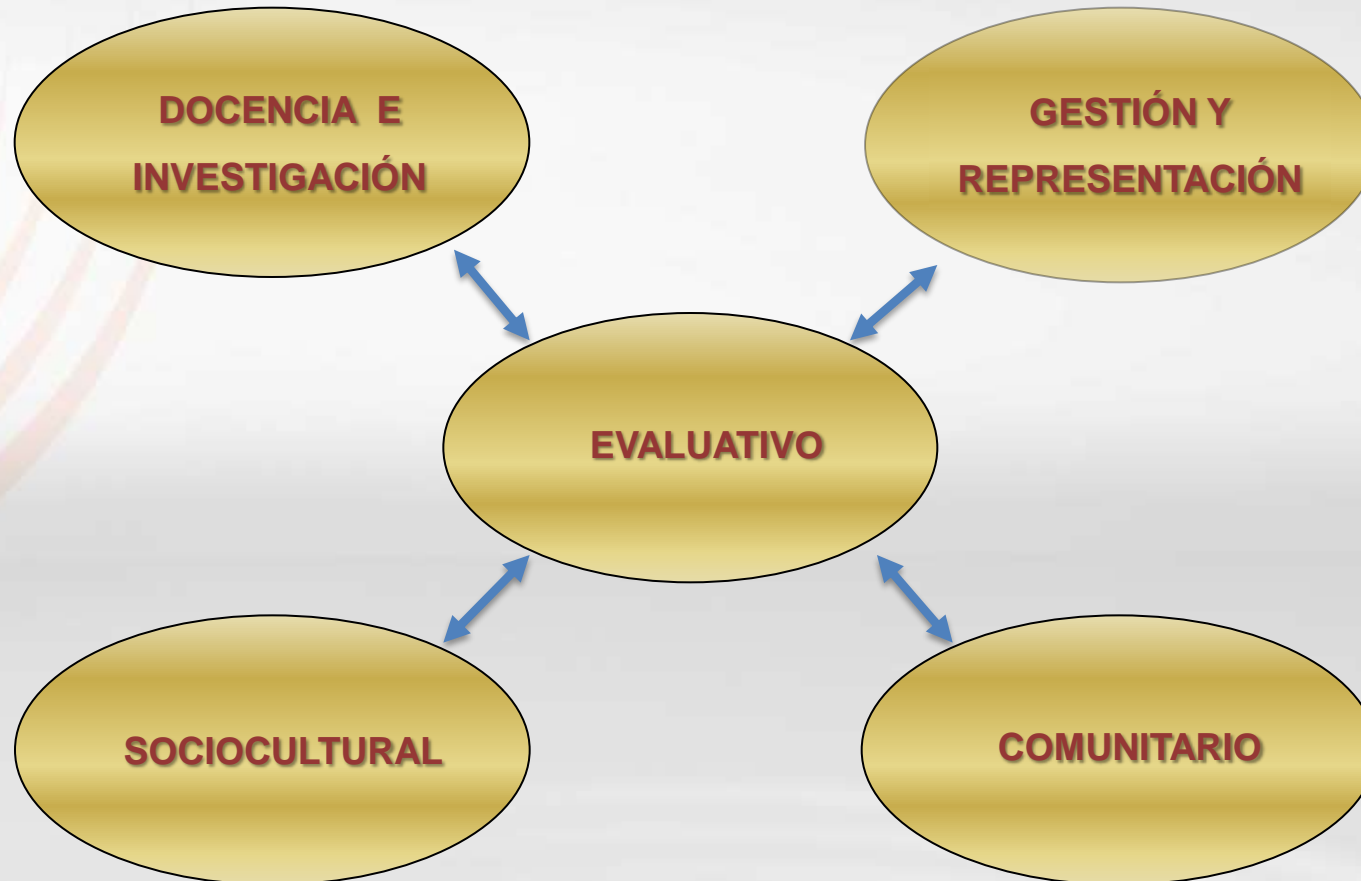 DOCENCIA E
INVESTIGACIÓN
GESTIÓN Y
REPRESENTACIÓN
EVALUATIVO
SOCIOCULTURAL
COMUNITARIO